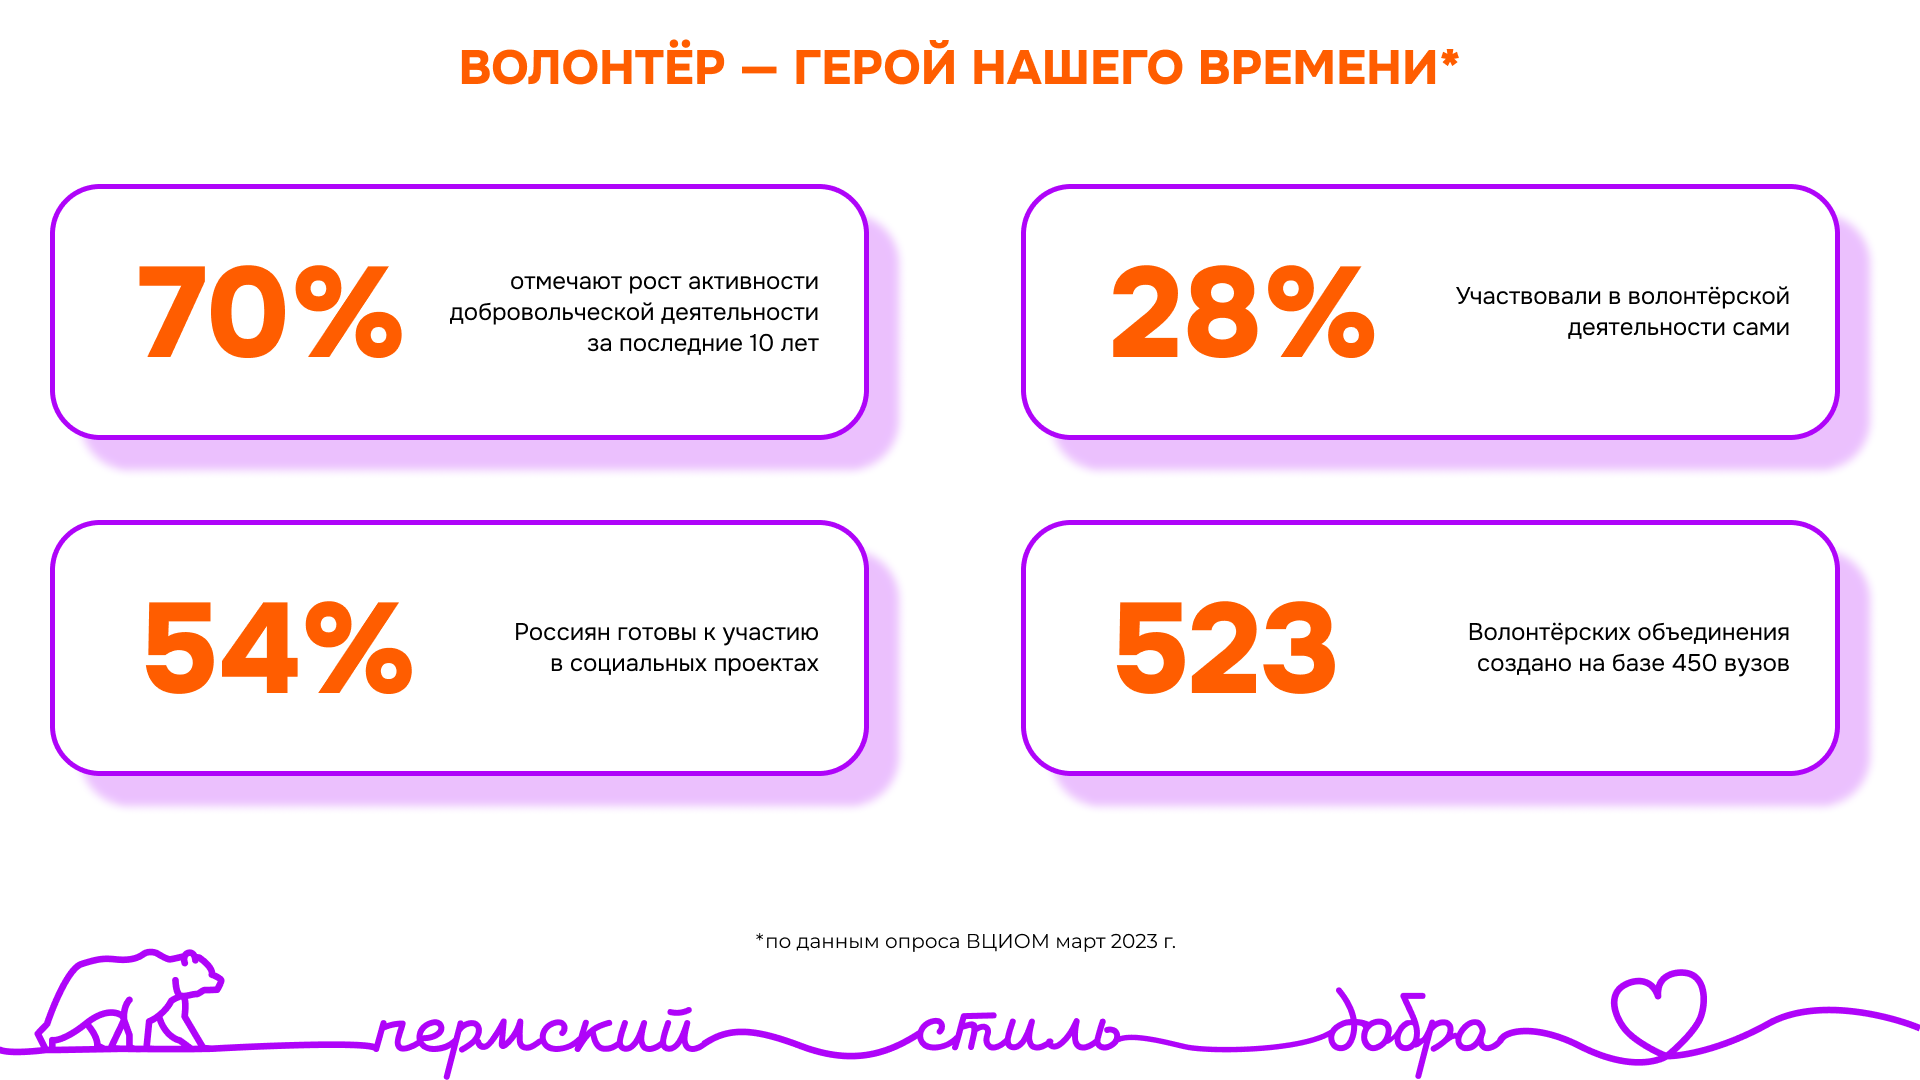 ВОЛОНТЁР — ГЕРОЙ НАШЕГО ВРЕМЕНИ*
70%
отмечают рост активности
добровольческой деятельности
за последние 10 лет
28%
Участвовали в волонтёрской
деятельности сами
54%
Россиян готовы к участию
в социальных проектах
523
Волонтёрских объединения
создано на базе 450 вузов
*по данным опроса ВЦИОМ март 2023 г.
пермский стиль добра